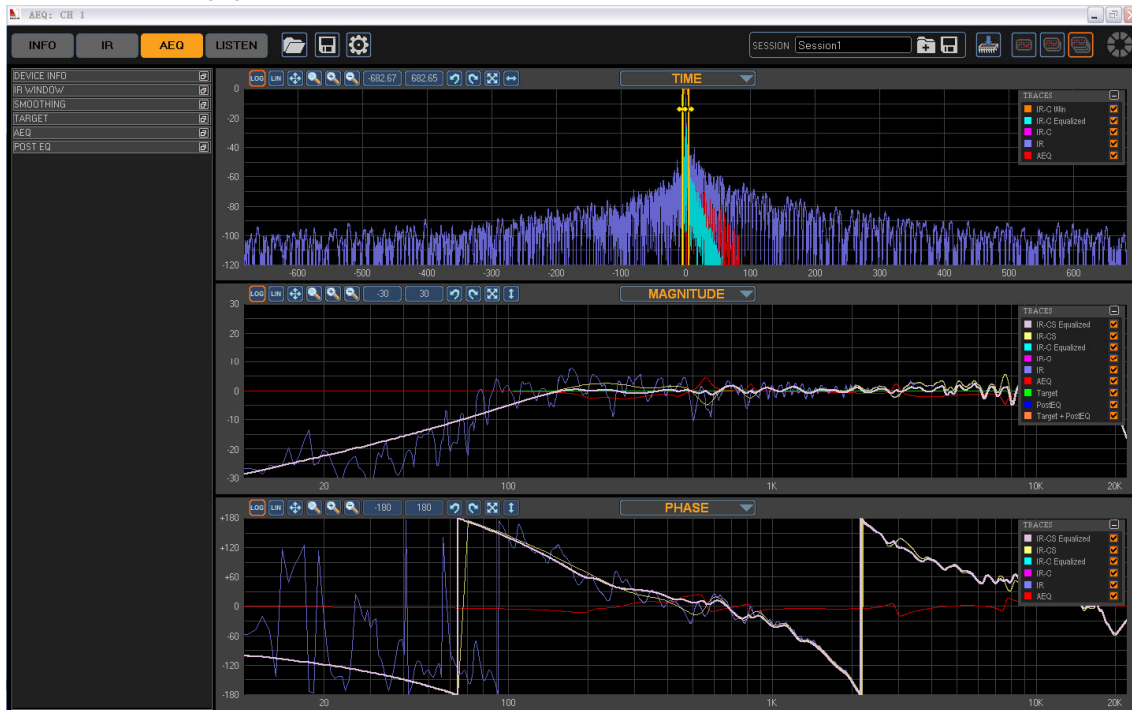 AEQ: CH 1
INFO IR AEQ LISTEN SESSION Session1
DEVICE INFO
IR WINDOW
SMOOTHING
TARGET
AEQ
POST EQ
LOG LIN -682.67 682.65 TIME
TRACES
IR-C Win
IR-C Equalized
IR-C
IR
AEQ
0
-20
-40
-60
-80
-100
-120
-600 -500 -400 -300 -200 -100 0 100 200 300 400 500 600
LOG LIN -30 30 MAGNITUDE
TRACES
IR-CS Equalized
IR-CS
IR-C Equalized
IR-C
IR
AEQ
Target
PostEQ
Target + PostEQ
30
20
10
0
-10
-20
-30
20 100 1K 10K 20K
LOG LIN -180 180 PHASE
TRACES
IR-CS Equalized
IR-CS
IR-C Equalized
IR-C
IR
AEQ
+180
+120
+60
0
-60
-120
-180
20 100 1K 10K 20K